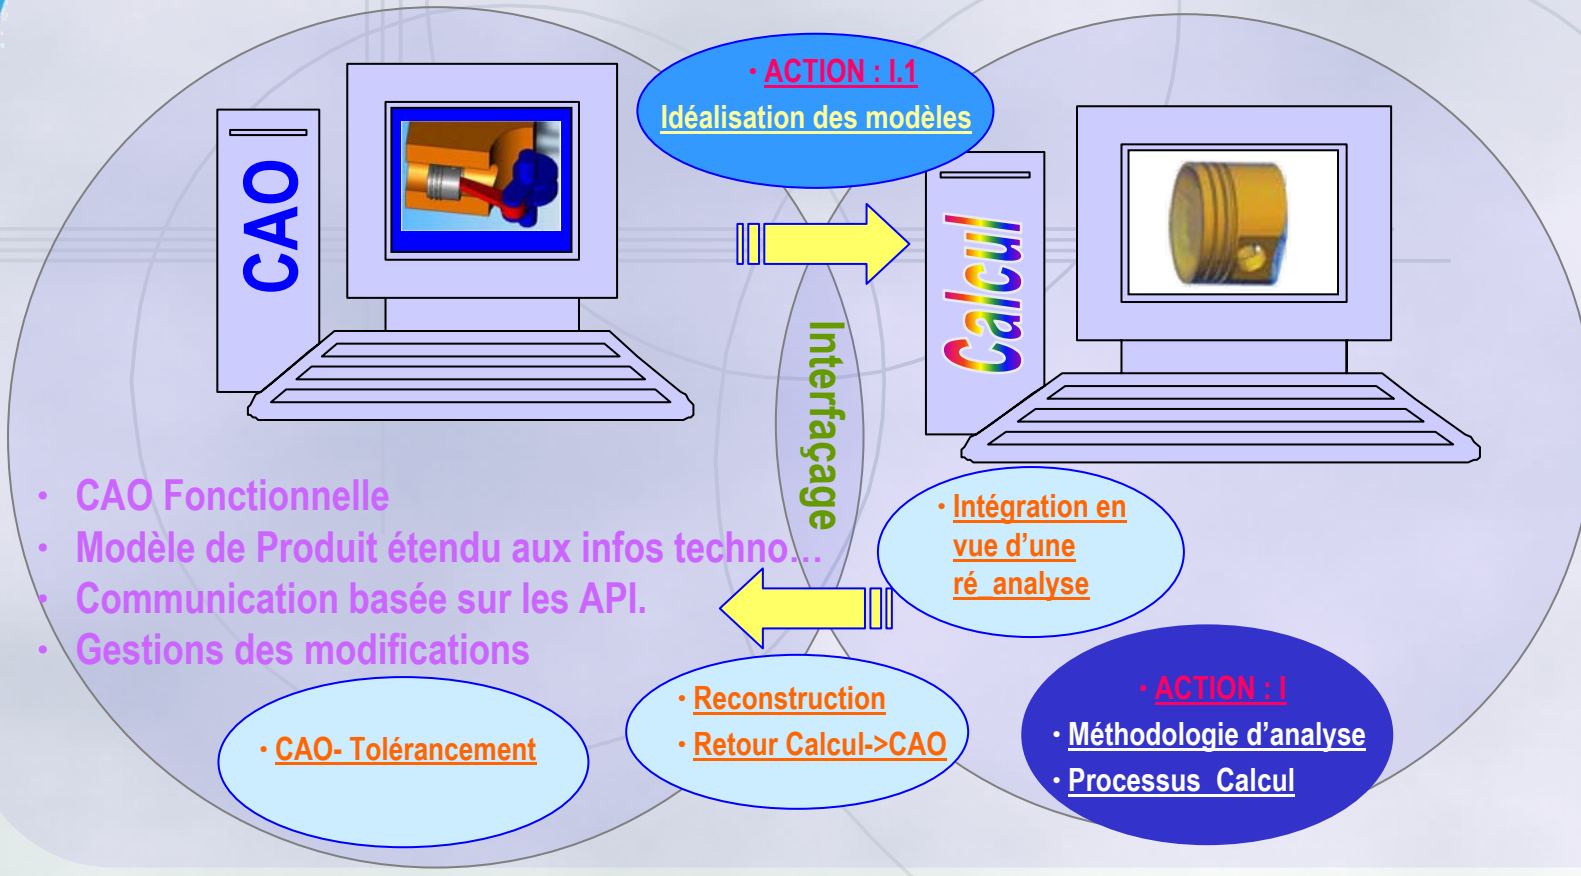 • ACTION : I.1
Idéalisation des modèles
CAO
Calcul
Interfaçage
• CAO Fonctionnelle
• Modèle de Produit étendu aux infos techno…
• Communication basée sur les API.
• Gestions des modifications
• Intégration en
vue d’une
ré_analyse
• CAO- Tolérancement
• Reconstruction
• Retour Calcul->CAO
• ACTION : I
• Méthodologie d’analyse
• Processus Calcul